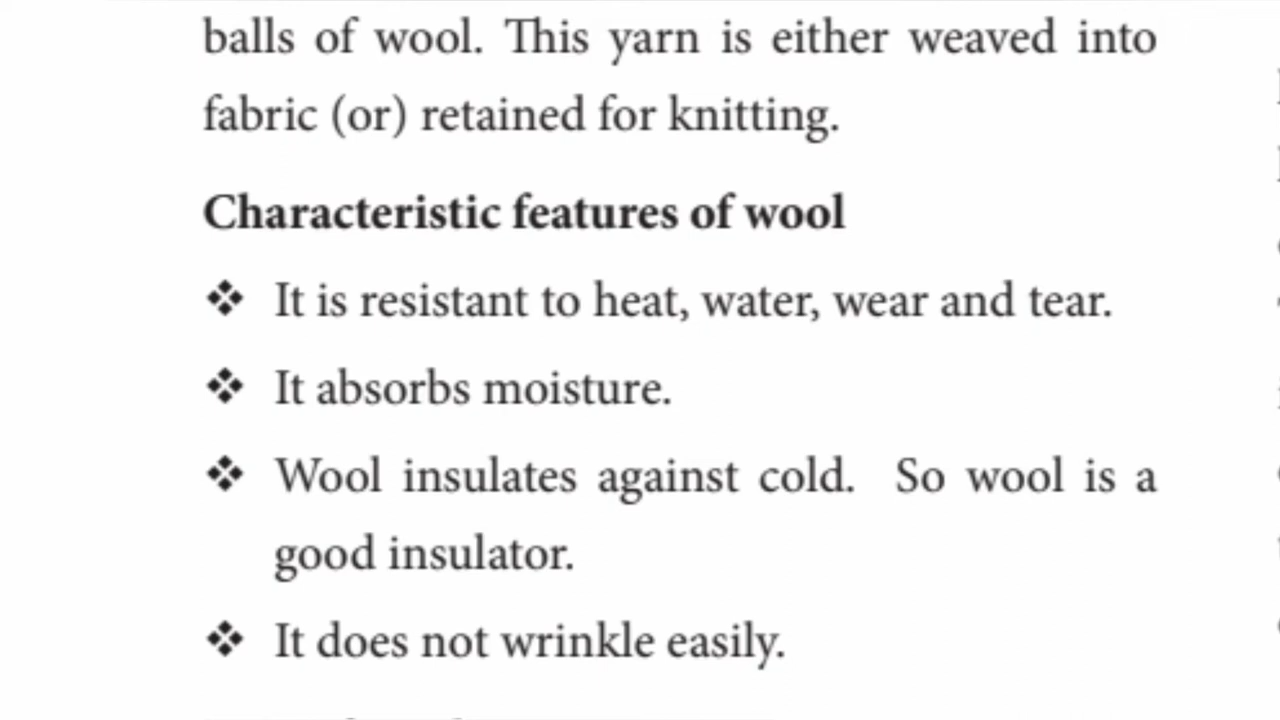 balls of wool. This yarn is either weaved into
fabric (or) retained for knitting.
Characteristic features of wool
❖ It is resistant to heat, water, wear and tear.
❖ It absorbs moisture.
❖ Wool insulates against cold. So wool is a
good insulator.
❖ It does not wrinkle easily.